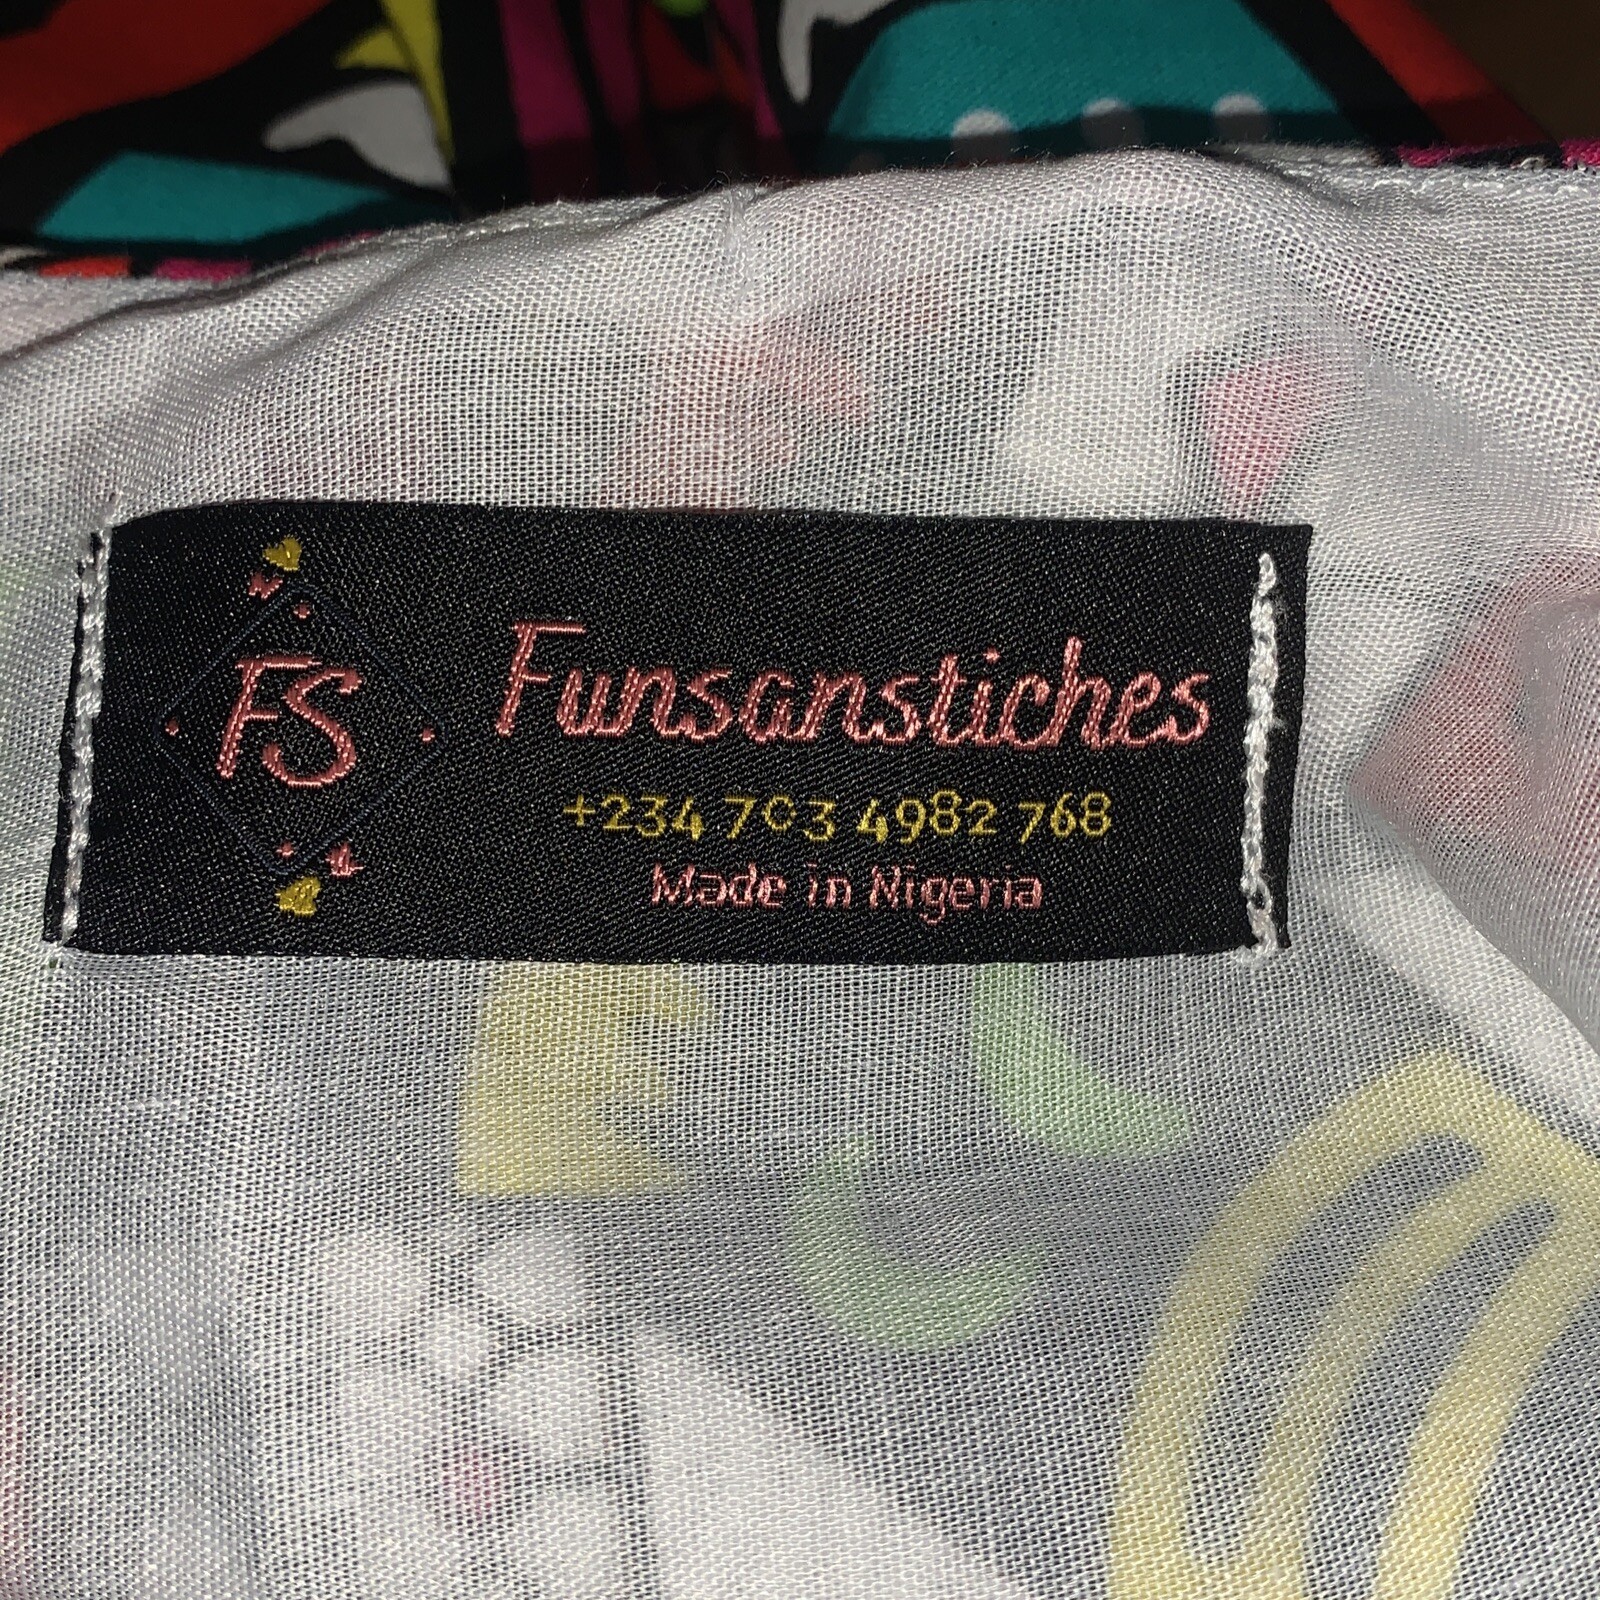 FS
Funsanstiches
+234 703 4982 768
Made in Nigeria